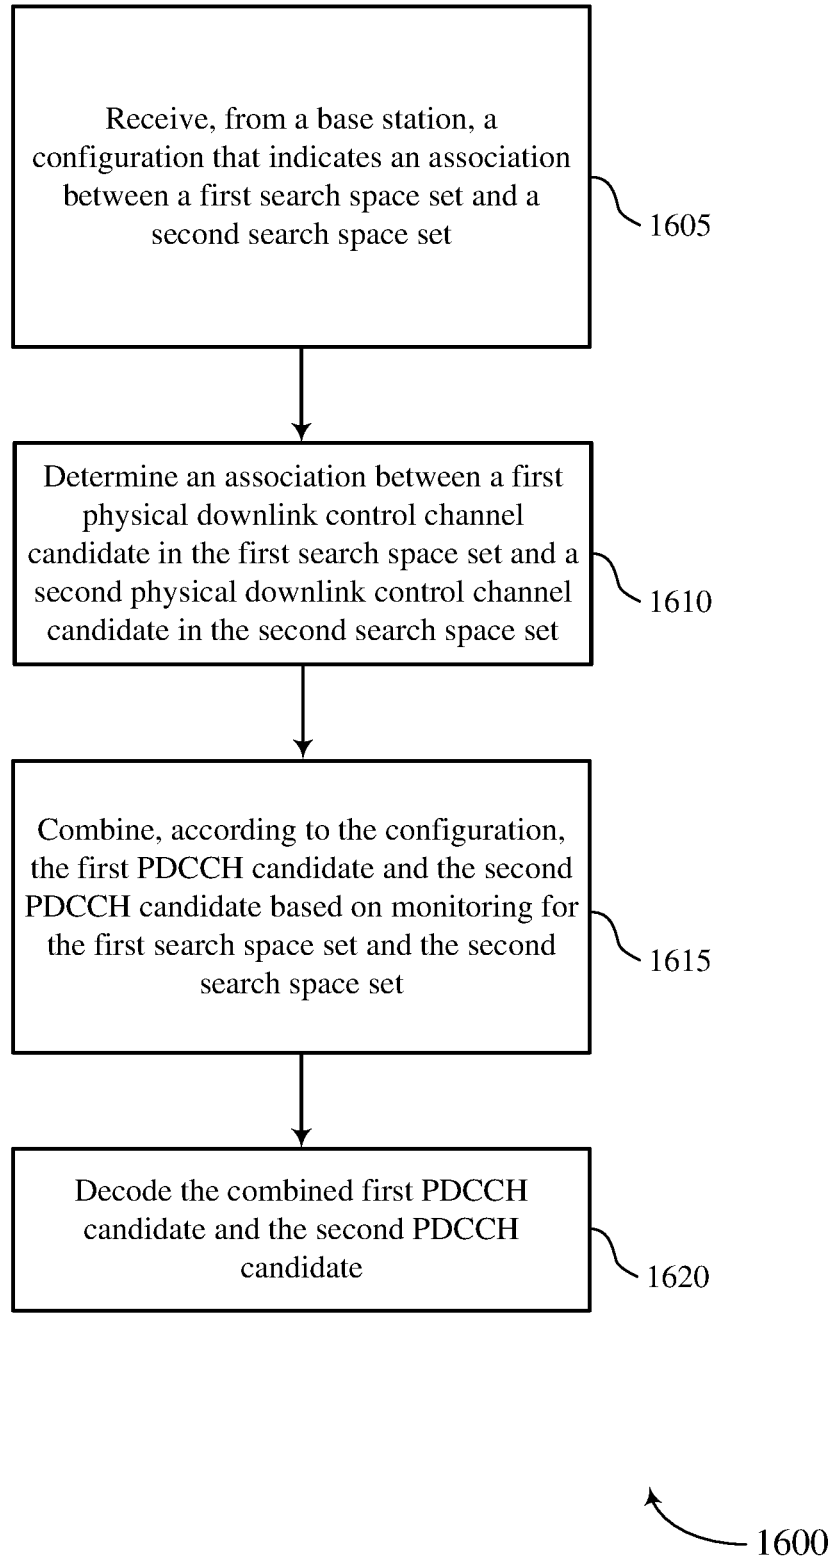 Receive, from a base station, a
configuration that indicates an association
between a first search space set and a
second search space set
1605
Determine an association between a first
physical downlink control channel
candidate in the first search space set and a
second physical downlink control channel
candidate in the second search space set
1610
Combine, according to the configuration,
the first PDCCH candidate and the second
PDCCH candidate based on monitoring for
the first search space set and the second
search space set
1615
Decode the combined first PDCCH
candidate and the second PDCCH
candidate
1620
1600